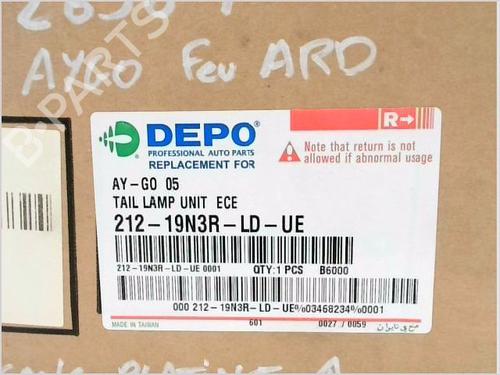 AYGO Feu ARD
B-PARTS
DEPO
PROFESSIONAL AUTO PARTS
REPLACEMENT FOR
R
Note that return is not
allowed if abnormal usage
AY-GO 05
TAIL LAMP UNIT ECE
212-19N3R-LD-UE
212-19N3R-LD-UE 0001 QTY:1 PCS B6000
000 212-19N3R-LD-UE%03468234%0001
MADE IN TAIWAN 601 0027 / 0059